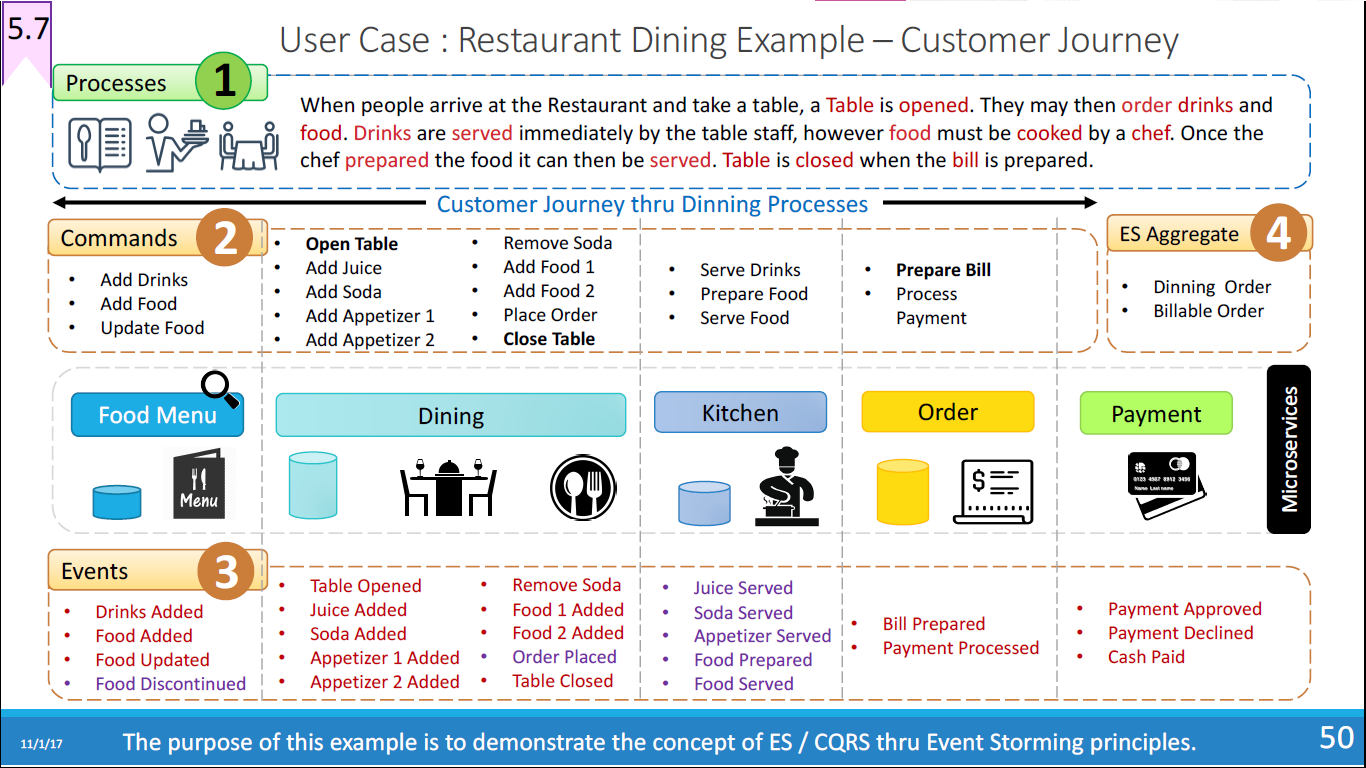 5.7
User Case : Restaurant Dining Example – Customer Journey
Processes 1
When people arrive at the Restaurant and take a table, a Table is opened. They may then order drinks and
food. Drinks are served immediately by the table staff, however food must be cooked by a chef. Once the
chef prepared the food it can then be served. Table is closed when the bill is prepared.
Customer Journey thru Dinning Processes
Commands 2
• Add Drinks
• Add Food
• Update Food
• Open Table
• Add Juice
• Add Soda
• Add Appetizer 1
• Add Appetizer 2
• Remove Soda
• Add Food 1
• Add Food 2
• Place Order
• Close Table
• Serve Drinks
• Prepare Food
• Serve Food
• Prepare Bill
• Process
Payment
ES Aggregate 4
• Dinning Order
• Billable Order
Food Menu
Dining
Kitchen
Order
Payment
Microservices
Menu
$
0123 4567 8912 3456
Name Last name
Events 3
• Drinks Added
• Food Added
• Food Updated
• Food Discontinued
• Table Opened
• Juice Added
• Soda Added
• Appetizer 1 Added
• Appetizer 2 Added
• Remove Soda
• Food 1 Added
• Food 2 Added
• Order Placed
• Table Closed
• Juice Served
• Soda Served
• Appetizer Served
• Food Prepared
• Food Served
• Bill Prepared
• Payment Processed
• Payment Approved
• Payment Declined
• Cash Paid
11/1/17
The purpose of this example is to demonstrate the concept of ES / CQRS thru Event Storming principles.
50